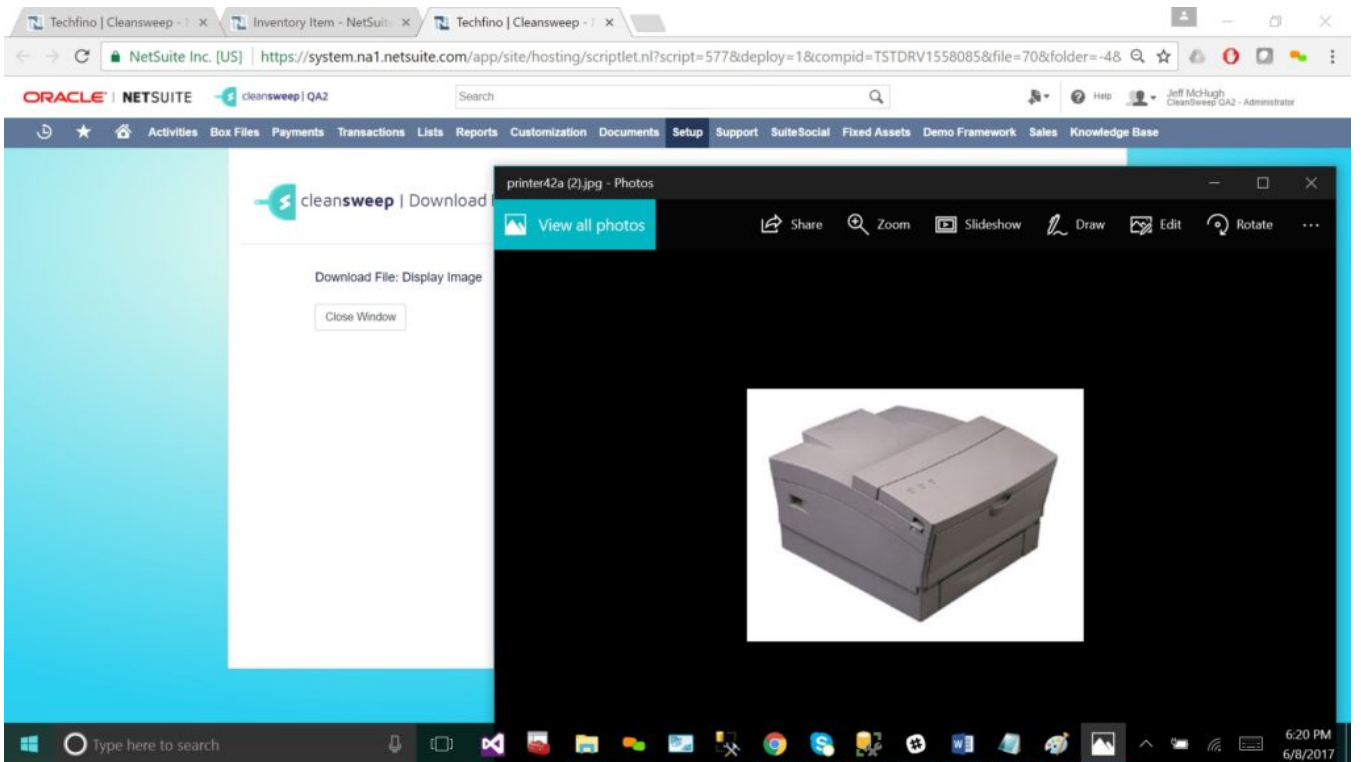 Techfino | Cleansweep - Inventory Item - NetSuite Techfino | Cleansweep -
NetSuite Inc. [US] https://system.na1.netsuite.com/app/site/hosting/scriptlet.nl?script=577&deploy=1&compid=TSTDRV1558085&file=70&folder=-48
ORACLE | NETSUITE cleansweep | QA2 Search Help Jeff McHugh
CleanSweep QA2 - Administrator
Activities Box Files Payments Transactions Lists Reports Customization Documents Setup Support SuiteSocial Fixed Assets Demo Framework Sales Knowledge Base
printer42a (2).jpg - Photos
cleansweep | Download
View all photos Share Zoom Slideshow Draw Edit Rotate
Download File: Display Image
Close Window
Type here to search
6:20 PM
6/8/2017